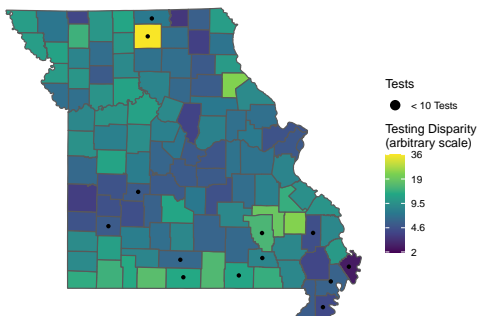 Tests
< 10 Tests
Testing Disparity
(arbitrary scale)
36
19
9.5
4.6
2